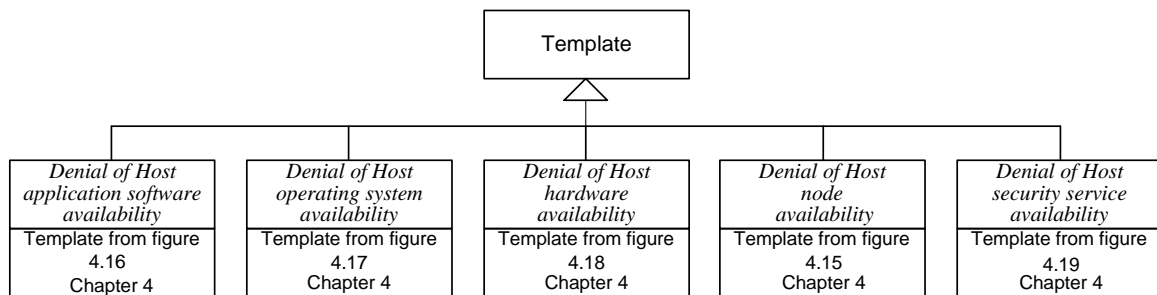 Template
Denial of Host
application software
availability
Template from figure
4.16
Chapter 4
Denial of Host
operating system
availability
Template from figure
4.17
Chapter 4
Denial of Host
hardware
availability
Template from figure
4.18
Chapter 4
Denial of Host
node
availability
Template from figure
4.15
Chapter 4
Denial of Host
security service
availability
Template from figure
4.19
Chapter 4